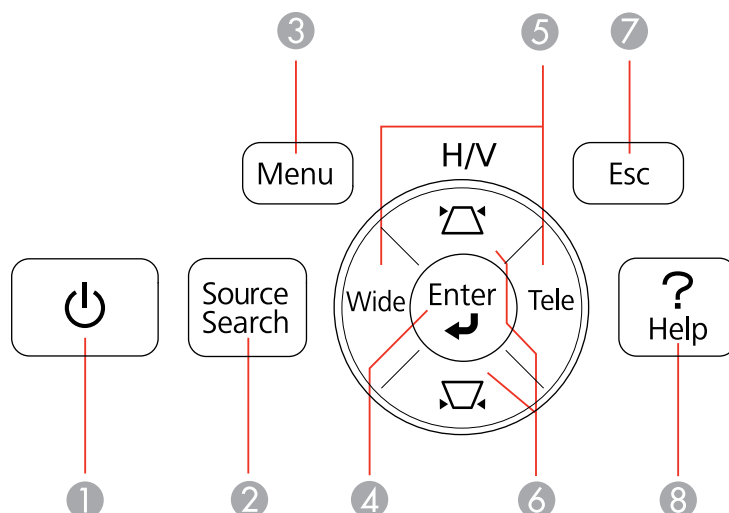 3
5
7
H/V
Menu
Esc
Source
Search
Wide
Enter
Tele
?
Help
1
2
4
6
8